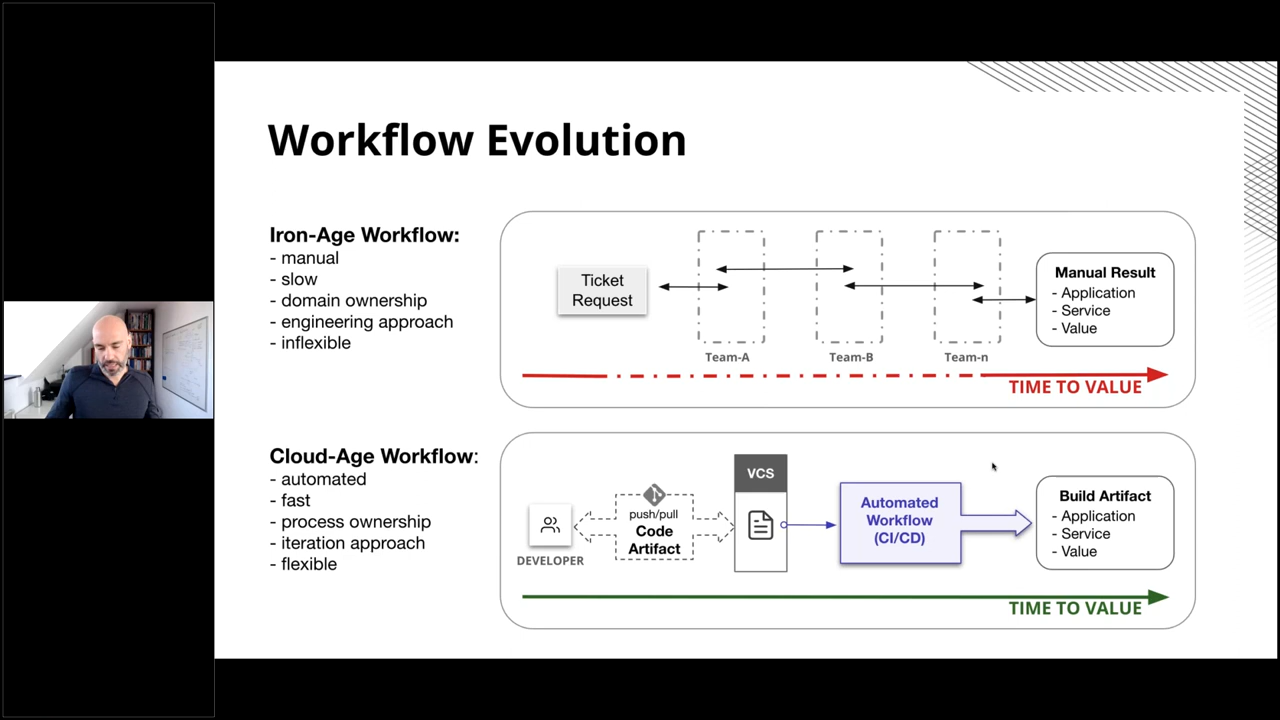 Workflow Evolution
Iron-Age Workflow:
- manual
- slow
- domain ownership
- engineering approach
- inflexible
Ticket
Request
Team-A
Team-B
Team-n
Manual Result
- Application
- Service
- Value
TIME TO VALUE
Cloud-Age Workflow:
- automated
- fast
- process ownership
- iteration approach
- flexible
DEVELOPER
push/pull
Code
Artifact
VCS
Automated
Workflow
(CI/CD)
Build Artifact
- Application
- Service
- Value
TIME TO VALUE